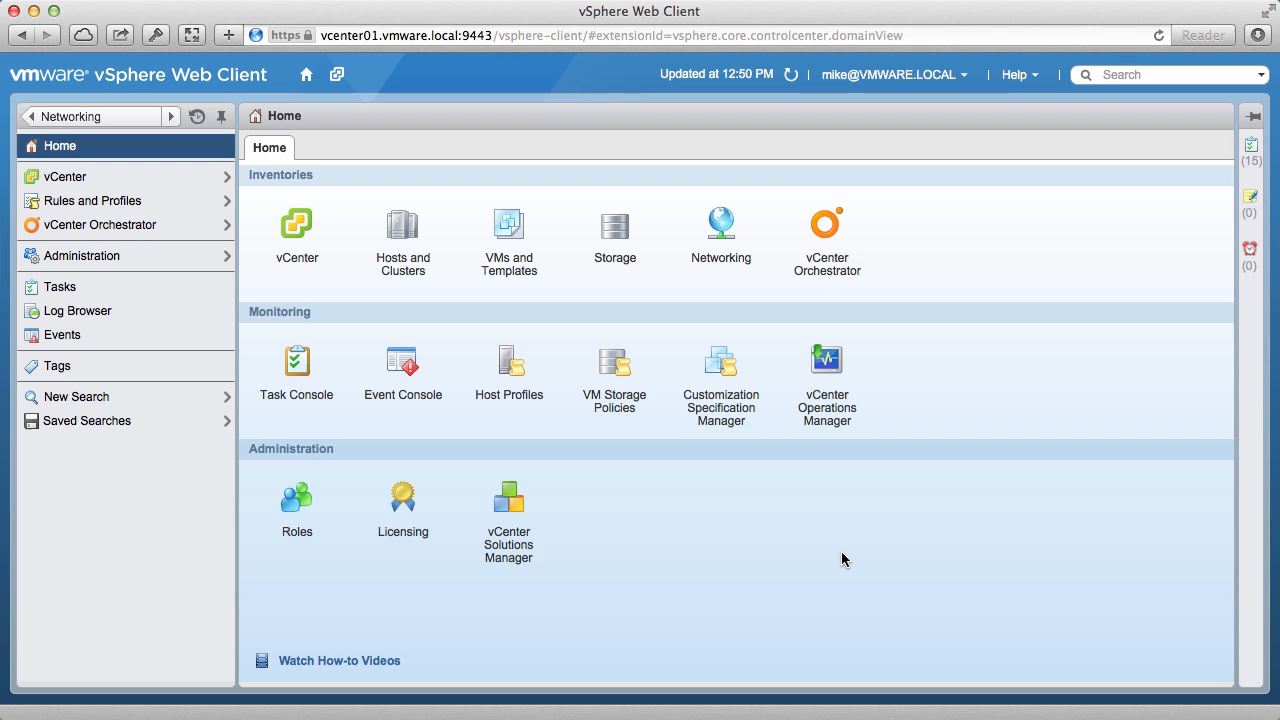 vSphere Web Client
https vcenter01.vmware.local:9443/vsphere-client/#extensionId=vsphere.core.controlcenter.domainView
Reader
vmware® vSphere Web Client
Updated at 12:50 PM
mike@VMWARE.LOCAL
Help
Search
Networking
Home
vCenter
Rules and Profiles
vCenter Orchestrator
Administration
Tasks
Log Browser
Events
Tags
New Search
Saved Searches
Home
Home
Inventories
vCenter
Hosts and
Clusters
VMs and
Templates
Storage
Networking
vCenter
Orchestrator
Monitoring
Task Console
Event Console
Host Profiles
VM Storage
Policies
Customization
Specification
Manager
vCenter
Operations
Manager
Administration
Roles
Licensing
vCenter
Solutions
Manager
Watch How-to Videos
(15)
(0)
(0)